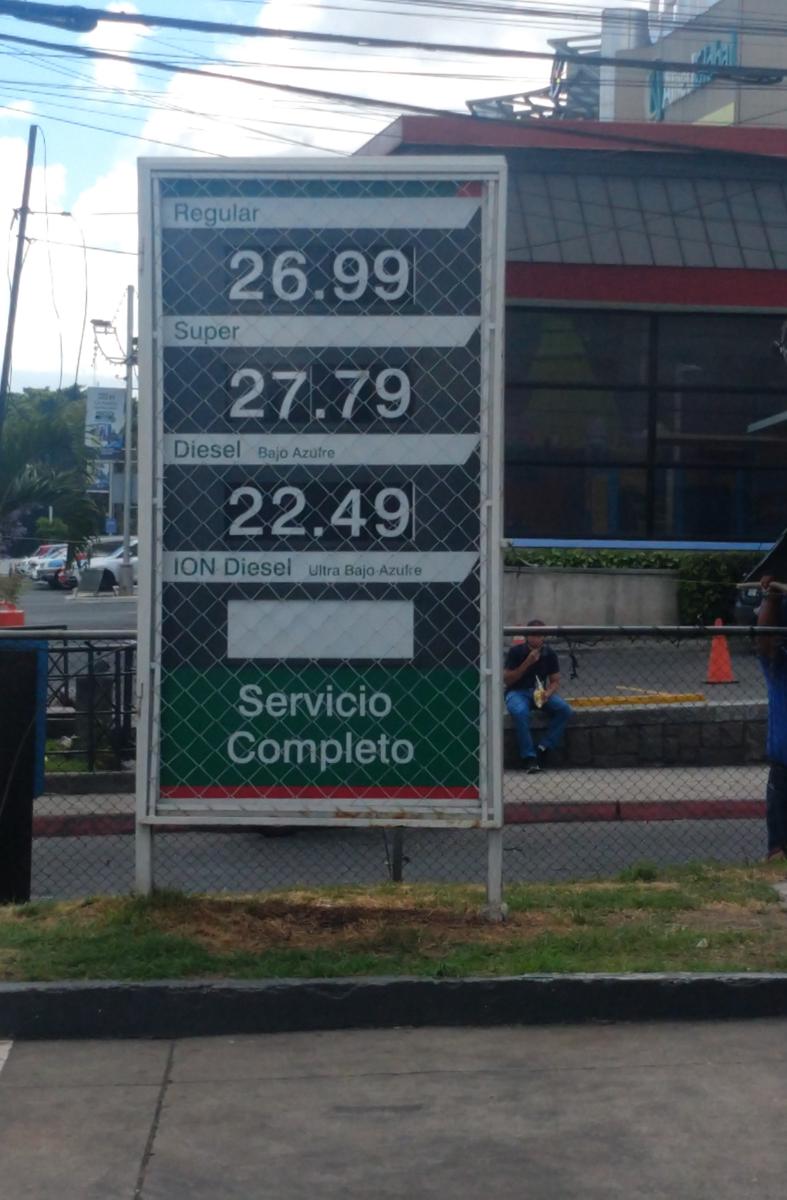 Regular
26.99
Super
27.79
Diesel Bajo Azufre
22.49
ION Diesel Ultra Bajo Azufre
Servicio
Completo